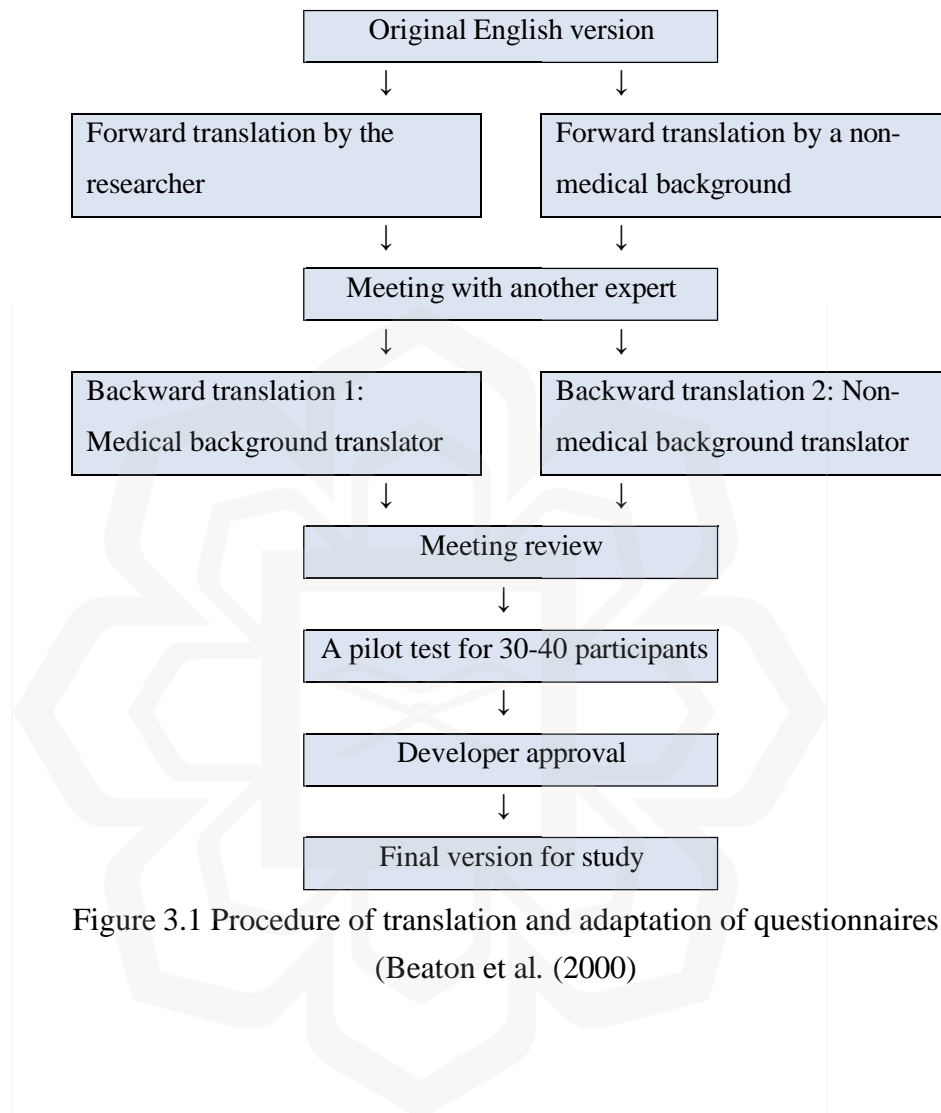 Original English version
↓ ↓
Forward translation by the
researcher
Forward translation by a non-
medical background
↓ ↓
Meeting with another expert
↓ ↓
Backward translation 1:
Medical background translator
Backward translation 2: Non-
medical background translator
↓ ↓
Meeting review
↓
A pilot test for 30-40 participants
↓
Developer approval
↓
Final version for study
Figure 3.1 Procedure of translation and adaptation of questionnaires
(Beaton et al. (2000)